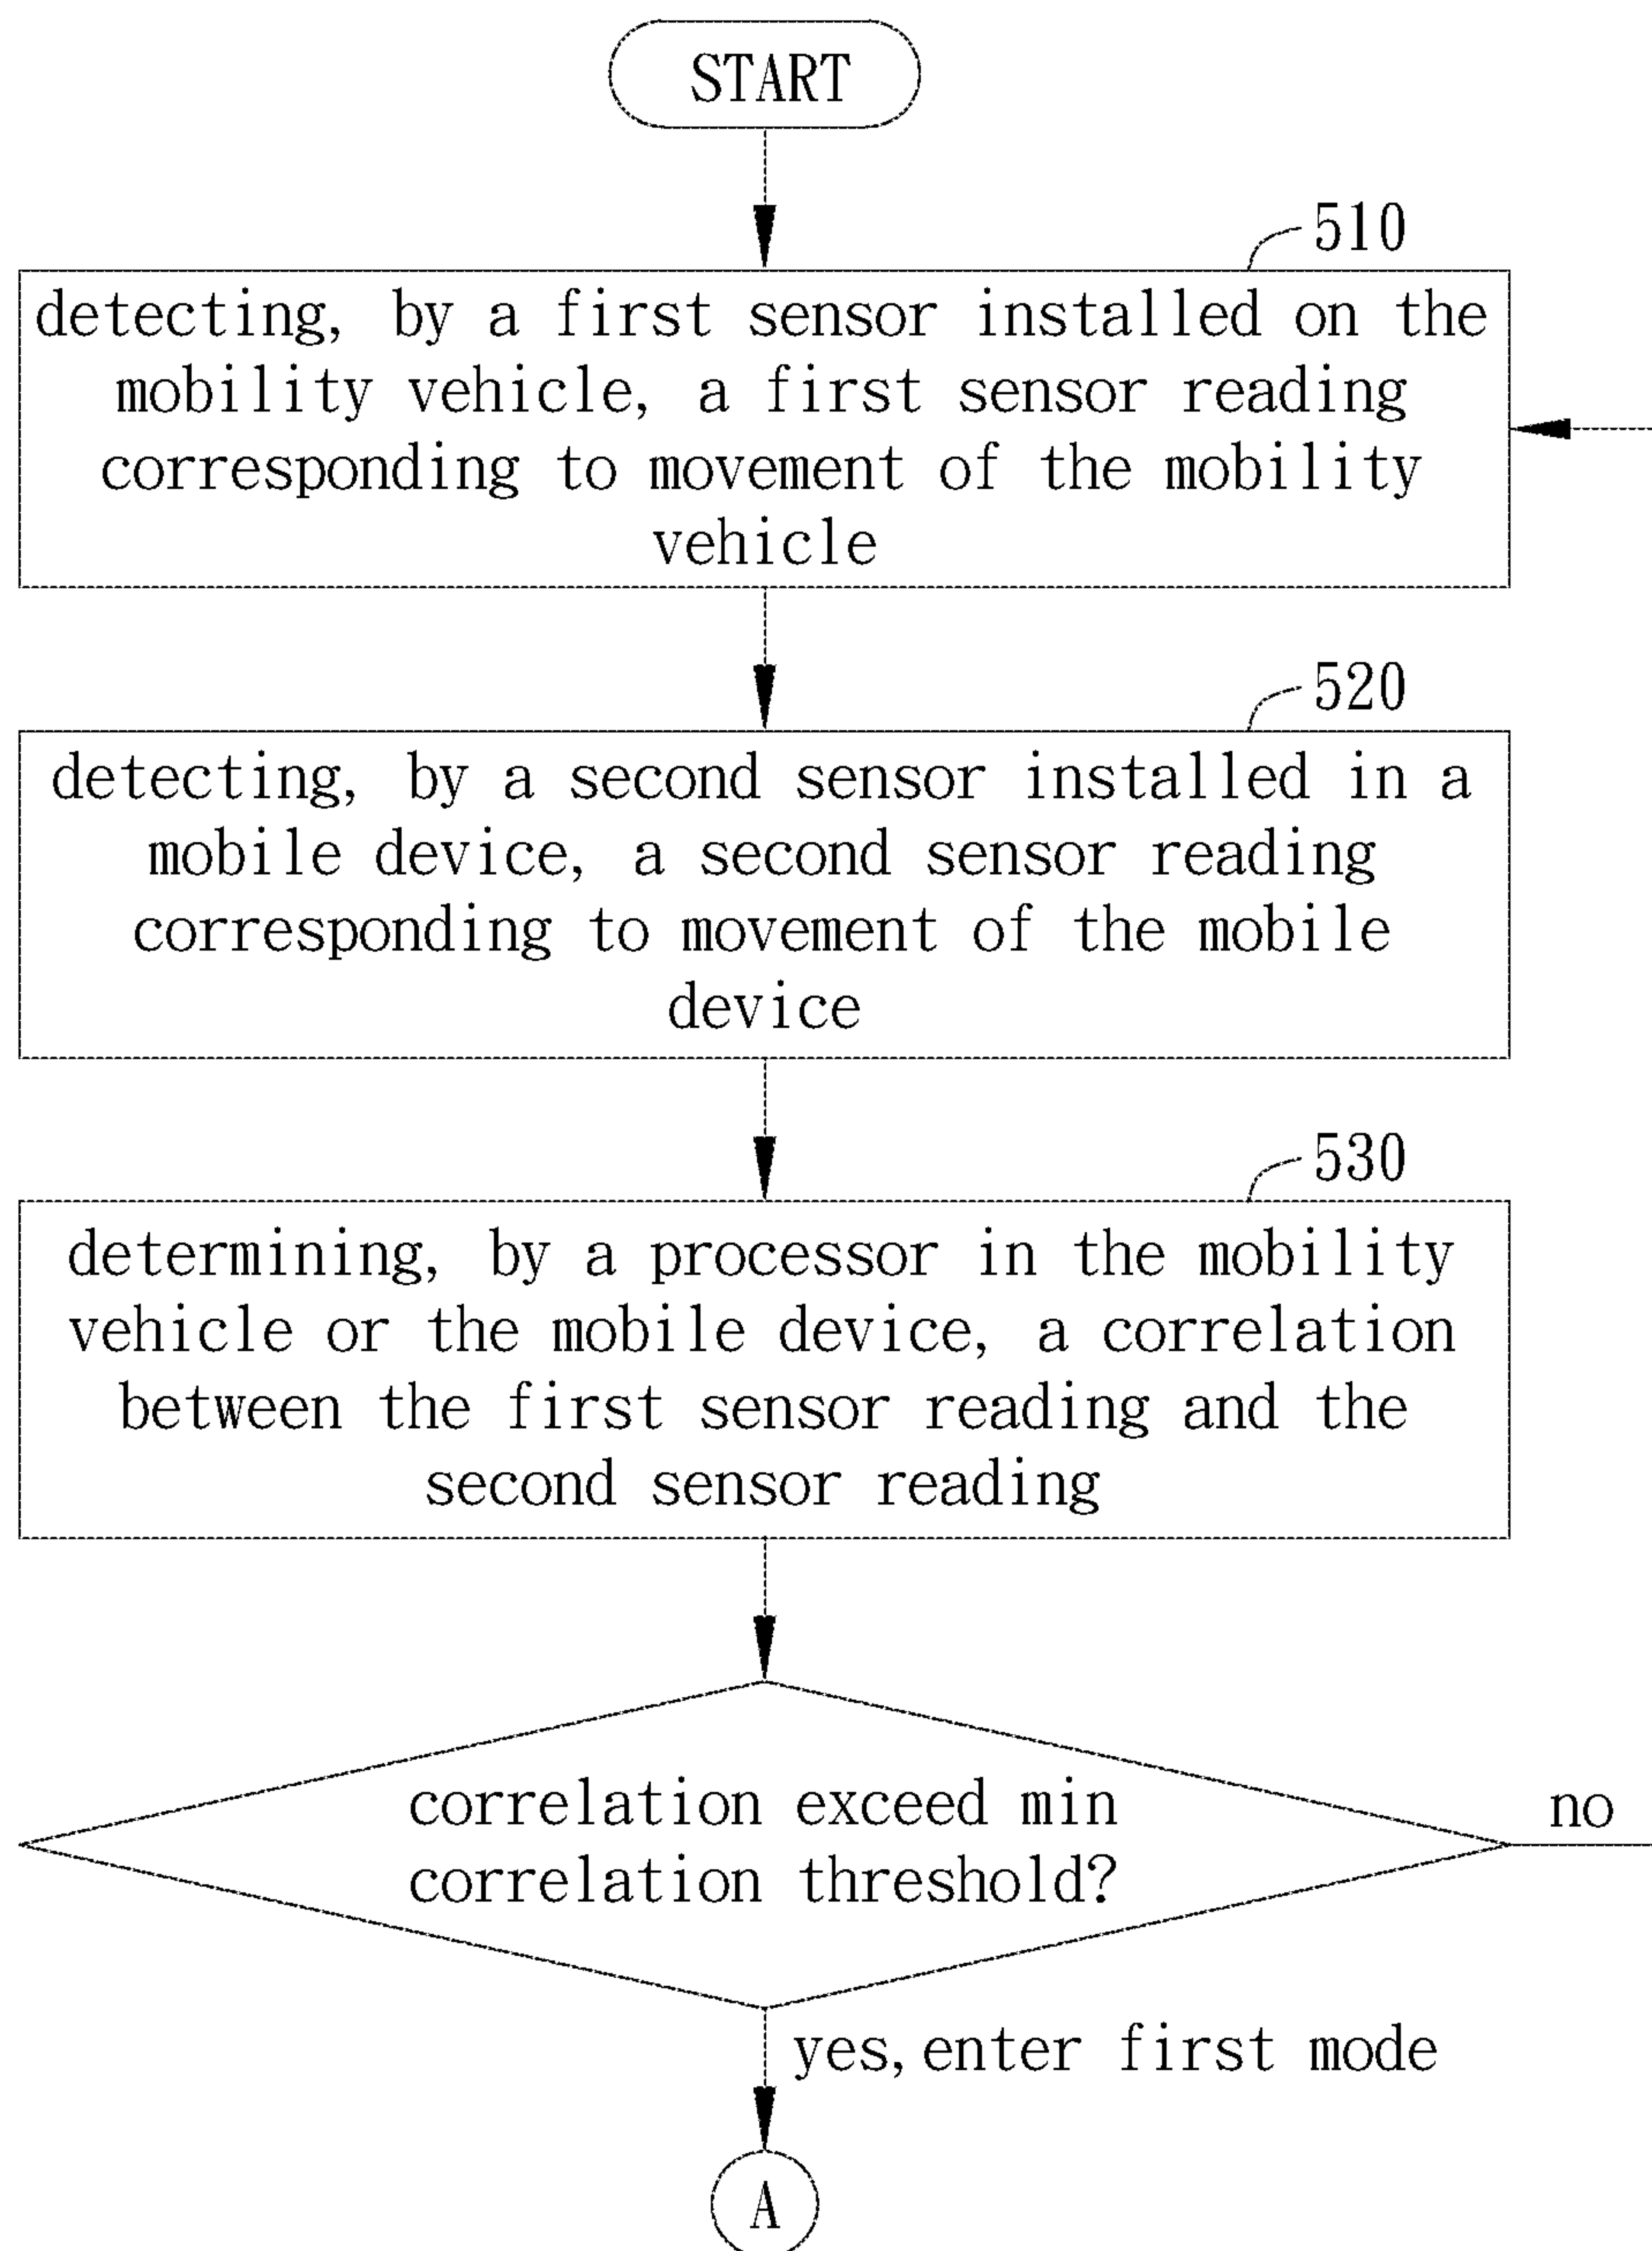 START
510
detecting, by a first sensor installed on the
mobility vehicle, a first sensor reading
corresponding to movement of the mobility
vehicle
520
detecting, by a second sensor installed in a
mobile device, a second sensor reading
corresponding to movement of the mobile
device
530
determining, by a processor in the mobility
vehicle or the mobile device, a correlation
between the first sensor reading and the
second sensor reading
correlation exceed min
correlation threshold?
no
yes, enter first mode
A